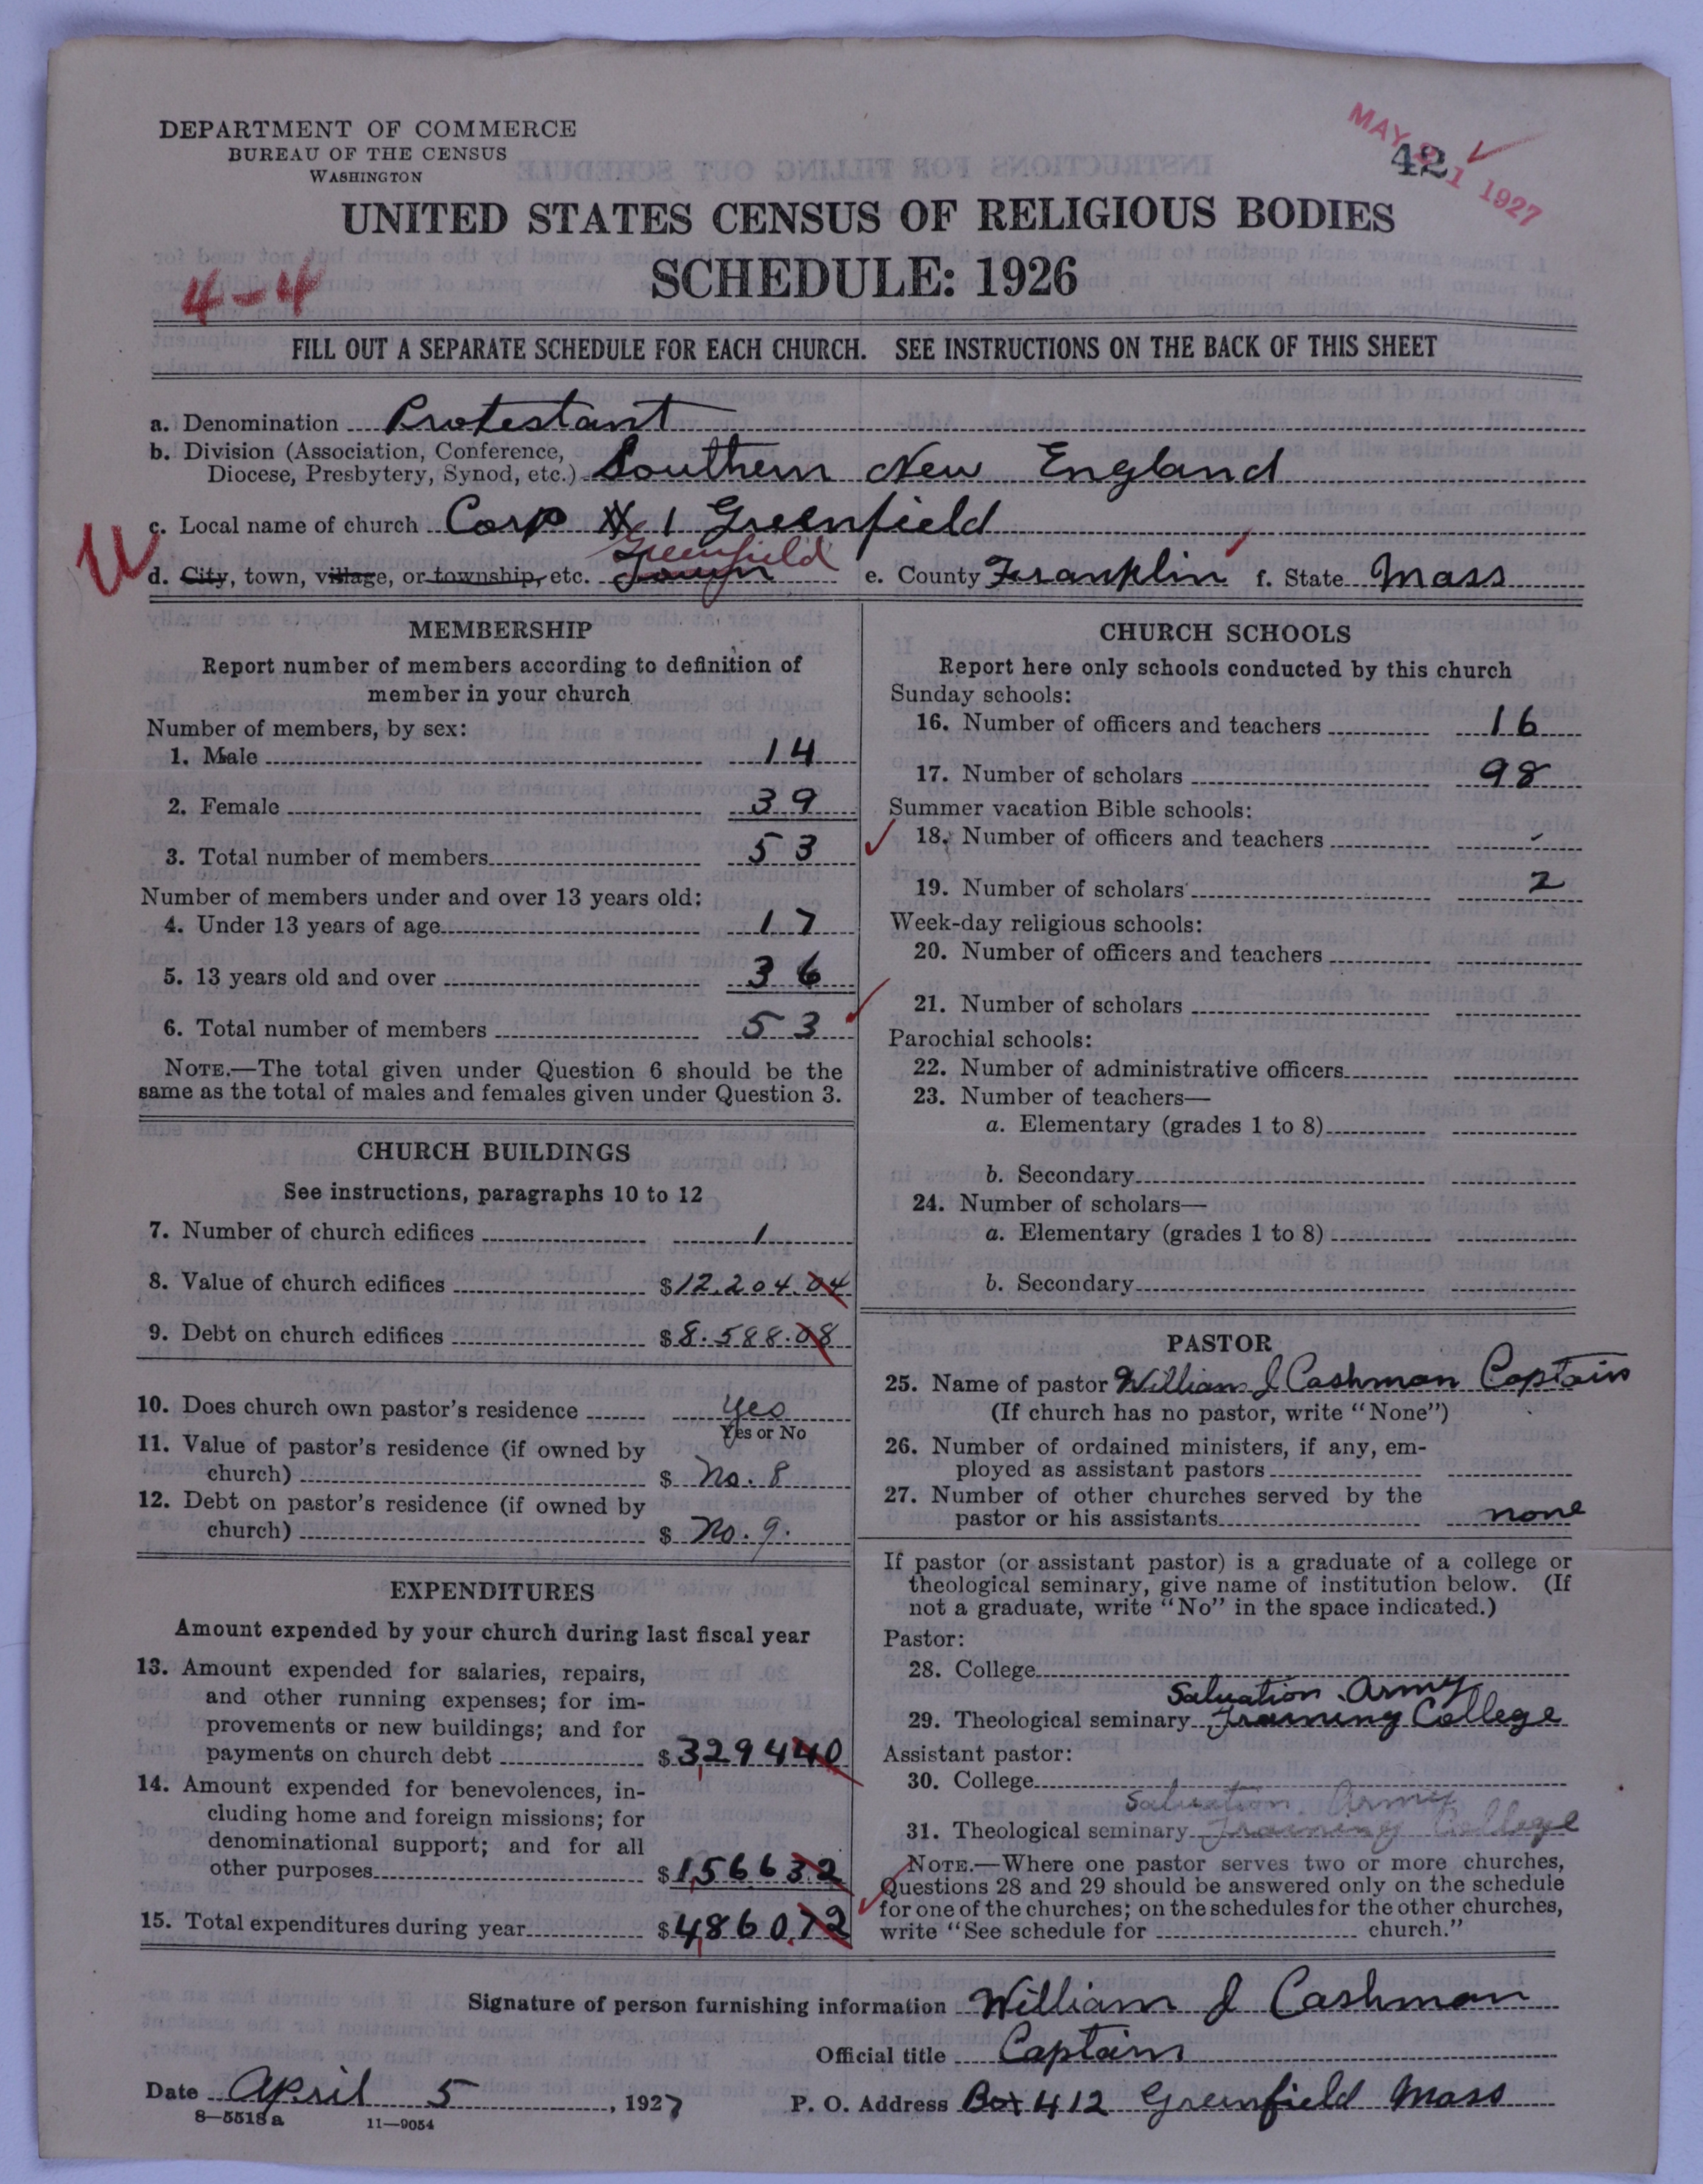 DEPARTMENT OF COMMERCE
BUREAU OF THE CENSUS
WASHINGTON
MAY 21 1927
42
UNITED STATES CENSUS OF RELIGIOUS BODIES
SCHEDULE: 1926
4-4
FILL OUT A SEPARATE SCHEDULE FOR EACH CHURCH. SEE INSTRUCTIONS ON THE BACK OF THIS SHEET
a. Denomination Protestant
b. Division (Association, Conference,
Diocese, Presbytery, Synod, etc.) Southern New England
c. Local name of church Corp # 1 Greenfield
Greenfield
d. City, town, village, or township, etc. Town e. County Franklin f. State Mass
MEMBERSHIP
Report number of members according to definition of
member in your church
Number of members, by sex:
1. Male 14
2. Female 39
3. Total number of members 53
Number of members under and over 13 years old:
4. Under 13 years of age 17
5. 13 years old and over 36
6. Total number of members 53
NOTE.—The total given under Question 6 should be the
same as the total of males and females given under Question 3.
CHURCH BUILDINGS
See instructions, paragraphs 10 to 12
7. Number of church edifices 1
8. Value of church edifices $12.204.04
9. Debt on church edifices $8.588.08
10. Does church own pastor's residence yes
Yes or No
11. Value of pastor's residence (if owned by
church) $ No. 8
12. Debt on pastor's residence (if owned by
church) $ No. 9.
EXPENDITURES
Amount expended by your church during last fiscal year
13. Amount expended for salaries, repairs,
and other running expenses; for im-
provements or new buildings; and for
payments on church debt $3,29440
14. Amount expended for benevolences, in-
cluding home and foreign missions; for
denominational support; and for all
other purposes $1,56632
15. Total expenditures during year $4,860.72
CHURCH SCHOOLS
Report here only schools conducted by this church
Sunday schools:
16. Number of officers and teachers 16
17. Number of scholars 98
Summer vacation Bible schools:
18. Number of officers and teachers -
19. Number of scholars 2
Week-day religious schools:
20. Number of officers and teachers
21. Number of scholars
Parochial schools:
22. Number of administrative officers
23. Number of teachers—
a. Elementary (grades 1 to 8)
b. Secondary
24. Number of scholars—
a. Elementary (grades 1 to 8)
b. Secondary
PASTOR
25. Name of pastor William J Cashman Captain
(If church has no pastor, write "None")
26. Number of ordained ministers, if any, em-
ployed as assistant pastors
27. Number of other churches served by the
pastor or his assistants none
If pastor (or assistant pastor) is a graduate of a college or
theological seminary, give name of institution below. (If
not a graduate, write "No" in the space indicated.)
Pastor:
28. College
Salvation Army
29. Theological seminary Training College
Assistant pastor:
30. College
Salvation Army
31. Theological seminary Training College
NOTE.—Where one pastor serves two or more churches,
Questions 28 and 29 should be answered only on the schedule
for one of the churches; on the schedules for the other churches,
write "See schedule for church."
Signature of person furnishing information William J Cashman
Official title Captain
Date April 5, 1927 P. O. Address Box 412 Greenfield Mass
8—5518a 11—9054